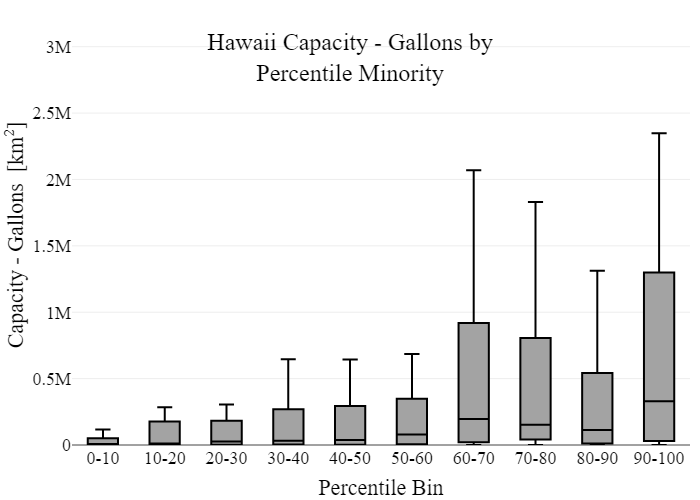 Hawaii Capacity - Gallons by
Percentile Minority
Capacity - Gallons [km²]
3M
2.5M
2M
1.5M
1M
0.5M
0
0-10 10-20 20-30 30-40 40-50 50-60 60-70 70-80 80-90 90-100
Percentile Bin